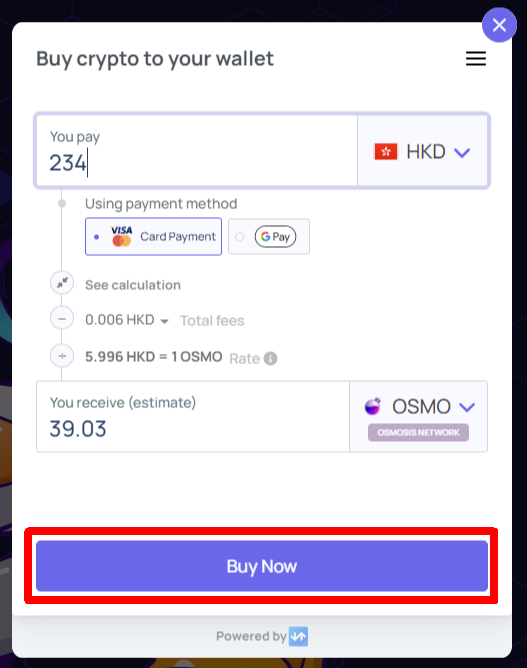 Buy crypto to your wallet
You pay
234
HKD
Using payment method
VISA Card Payment
G Pay
See calculation
0.006 HKD Total fees
5.996 HKD = 1 OSMO Rate
You receive (estimate)
39.03
OSMO
OSMOSIS NETWORK
Buy Now
Powered by